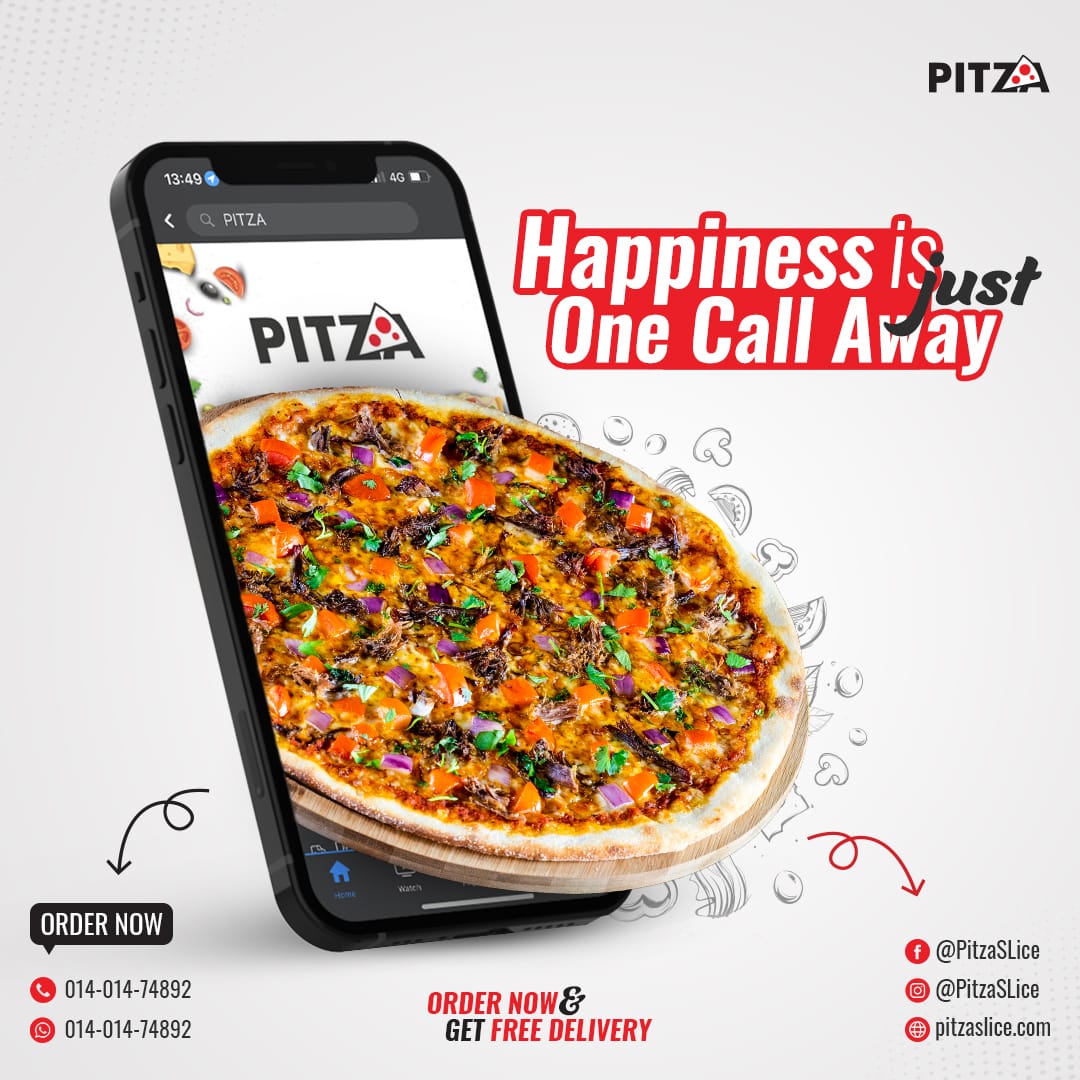 PITZA
13:49
4G
PITZA
PITZA
Happiness is
just
One Call Away
Home
Watch
ORDER NOW
014-014-74892
014-014-74892
ORDER NOW &
GET FREE DELIVERY
@PitzaSLice
@PitzaSLice
pitzaslice.com